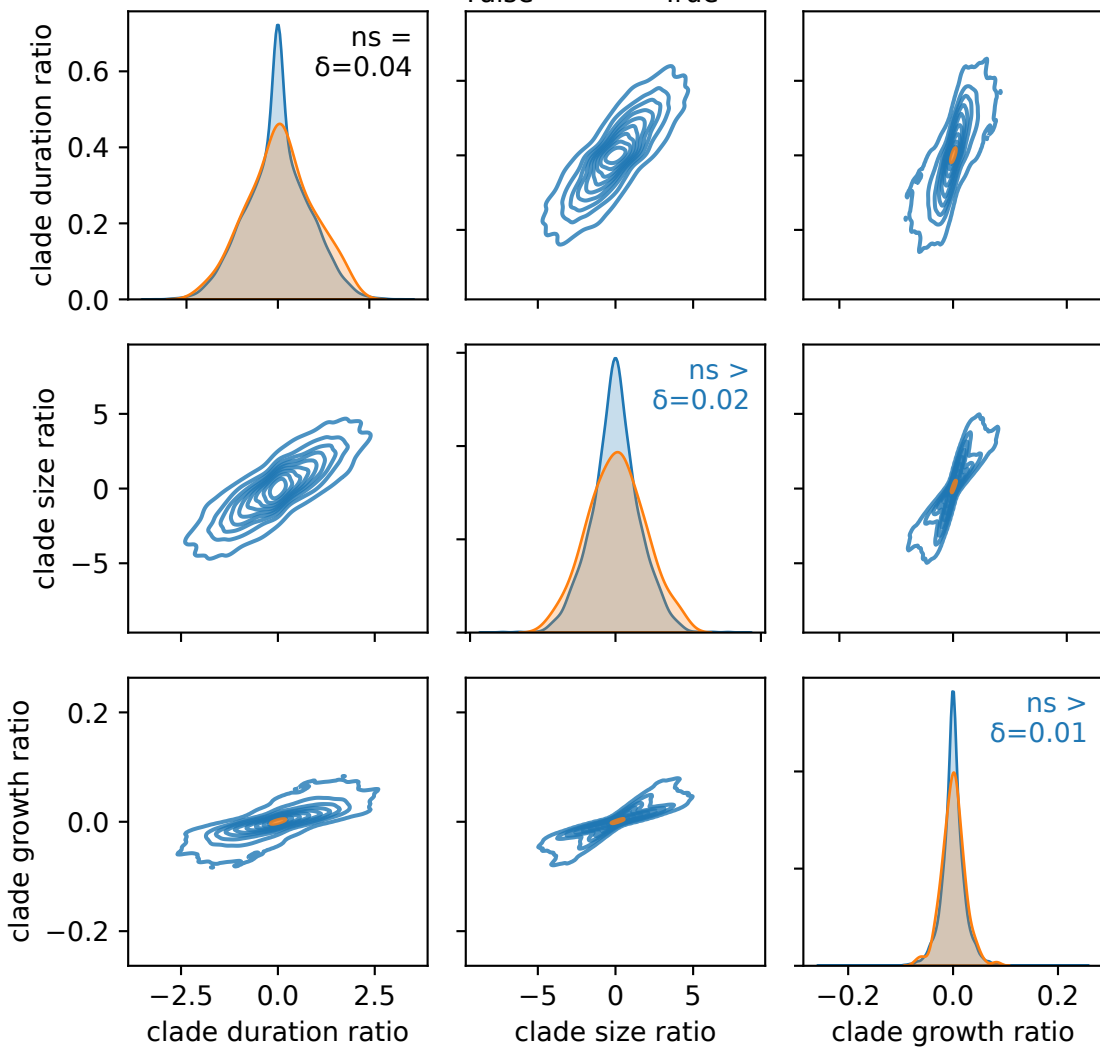 clade duration ratio
0.6
0.4
0.2
0.0
ns =
δ=0.04
clade size ratio
5
0
−5
ns >
δ=0.02
clade growth ratio
0.2
0.0
−0.2
ns >
δ=0.01
−2.5 0.0 2.5
−5 0 5
−0.2 0.0 0.2
clade duration ratio
clade size ratio
clade growth ratio